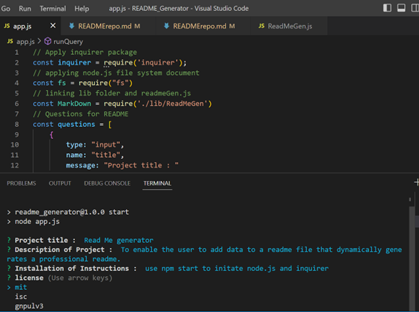 Go Run Terminal Help app.js - README_Generator - Visual Studio Code
JS app.js X READMErepo.md M READMErepo.md M JS ReadMeGen.js
JS app.js > runQuery
1 // Apply inquirer package
2 const inquirer = require('inquirer');
3 // applying node.js file system document
4 const fs = require("fs")
5 // linking lib folder and readmeGen.js
6 const MarkDown = require('./lib/ReadMeGen')
7 // Questions for README
8 const questions = [
9 {
10 type: "input",
11 name: "title",
12 message: "Project title : "
PROBLEMS OUTPUT DEBUG CONSOLE TERMINAL
> readme_generator@1.0.0 start
> node app.js
? Project title : Read Me generator
? Description of Project : To enable the user to add data to a readme file that dynamically gene
rates a professional readme.
? Installation of Instructions : use npm start to initate node.js and inquirer
? license (Use arrow keys)
> mit
isc
gnpulv3